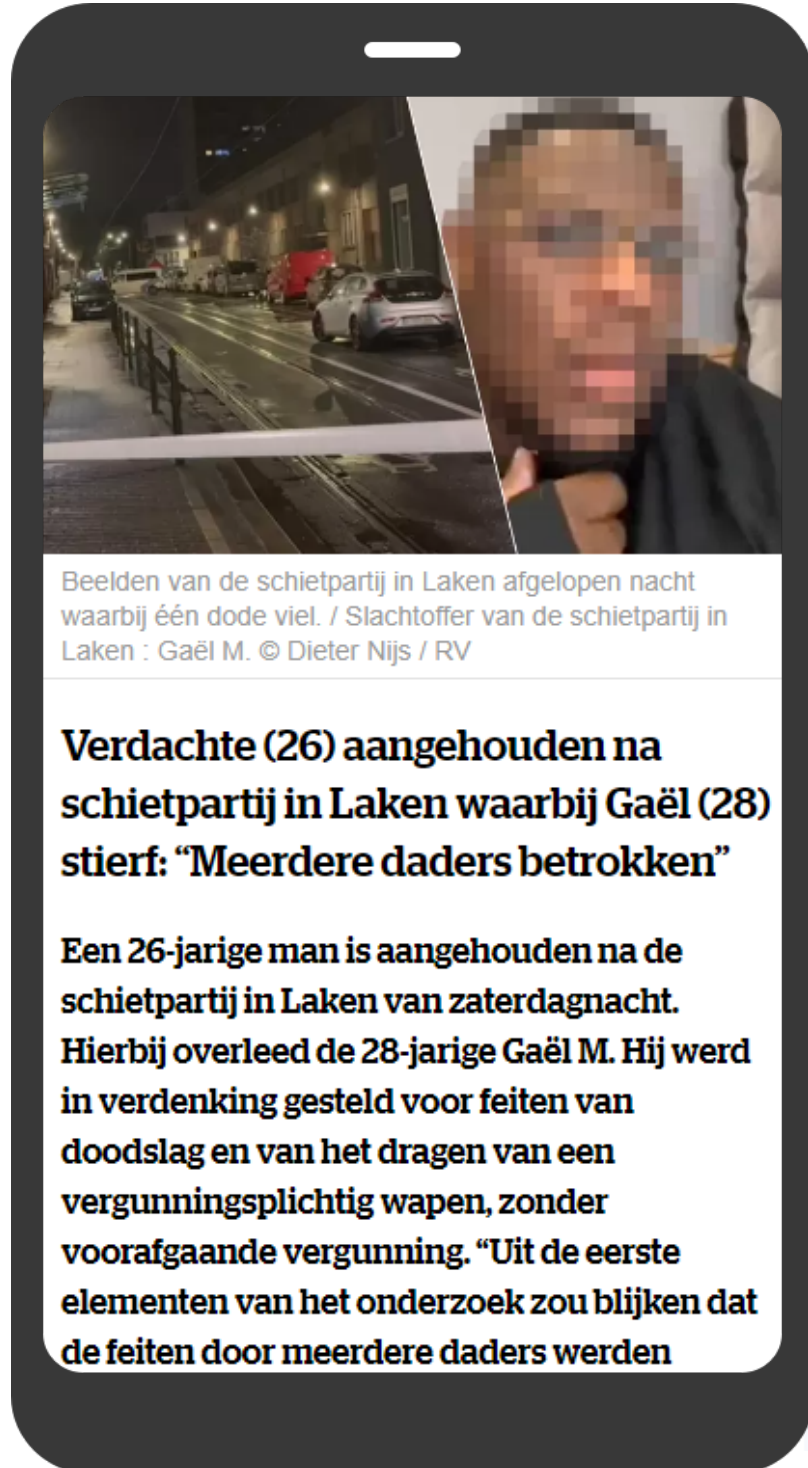 Beelden van de schietpartij in Laken afgelopen nacht
waarbij één dode viel. / Slachtoffer van de schietpartij in
Laken : Gaël M. © Dieter Nijs / RV
Verdachte (26) aangehouden na
schietpartij in Laken waarbij Gaël (28)
stierf: “Meerdere daders betrokken”
Een 26-jarige man is aangehouden na de
schietpartij in Laken van zaterdagnacht.
Hierbij overleed de 28-jarige Gaël M. Hij werd
in verdenking gesteld voor feiten van
doodslag en van het dragen van een
vergunningsplichtig wapen, zonder
voorafgaande vergunning. “Uit de eerste
elementen van het onderzoek zou blijken dat
de feiten door meerdere daders werden